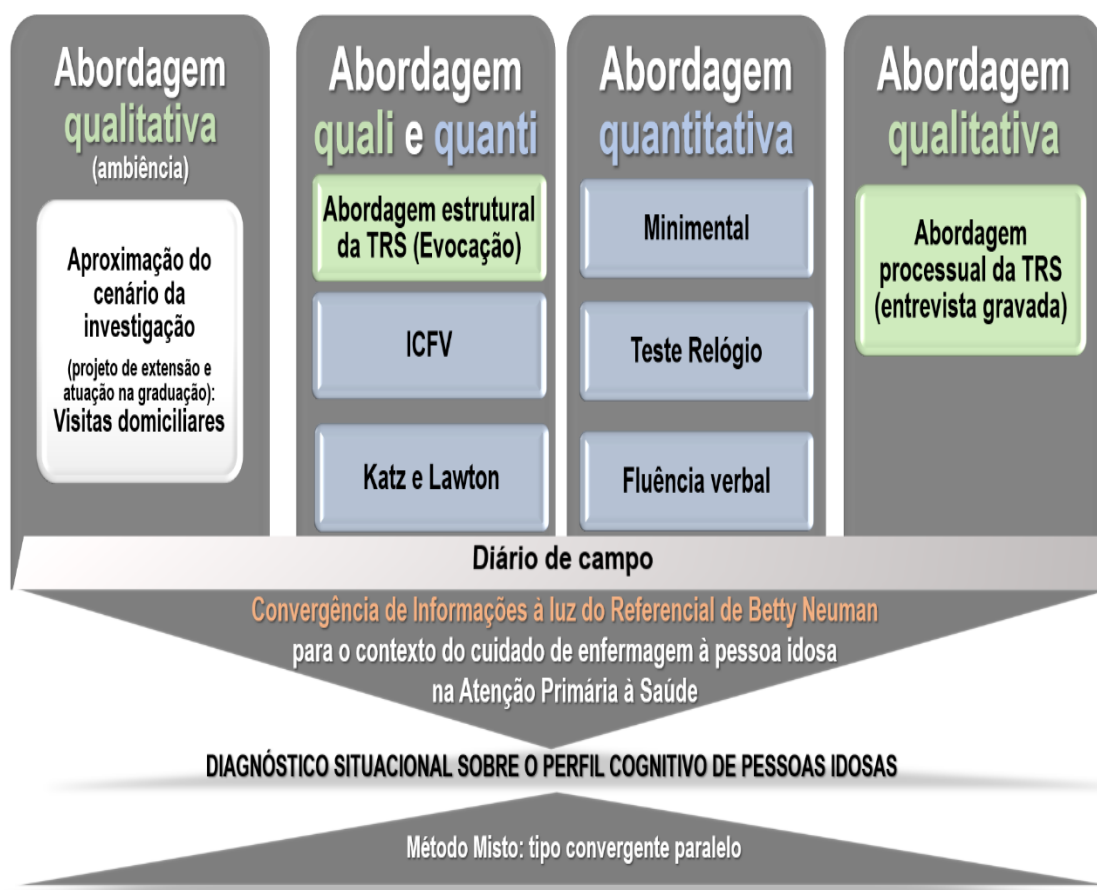 Abordagem
qualitativa
(ambiência)
Aproximação do
cenário da
investigação
(projeto de extensão e
atuação na graduação):
Visitas domiciliares
Abordagem
quali e quanti
Abordagem estrutural
da TRS (Evocação)
ICFV
Katz e Lawton
Abordagem
quantitativa
Minimental
Teste Relógio
Fluência verbal
Abordagem
qualitativa
Abordagem
processual da TRS
(entrevista gravada)
Diário de campo
Convergência de Informações à luz do Referencial de Betty Neuman
para o contexto do cuidado de enfermagem à pessoa idosa
na Atenção Primária à Saúde
DIAGNÓSTICO SITUACIONAL SOBRE O PERFIL COGNITIVO DE PESSOAS IDOSAS
Método Misto: tipo convergente paralelo